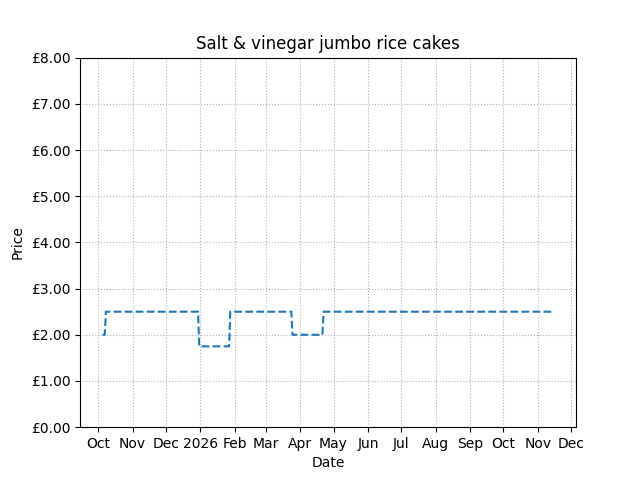 Salt & vinegar jumbo rice cakes
£8.00
£7.00
£6.00
£5.00
£4.00
£3.00
£2.00
£1.00
£0.00
Price
Oct Nov Dec 2026 Feb Mar Apr May Jun Jul Aug Sep Oct Nov Dec
Date